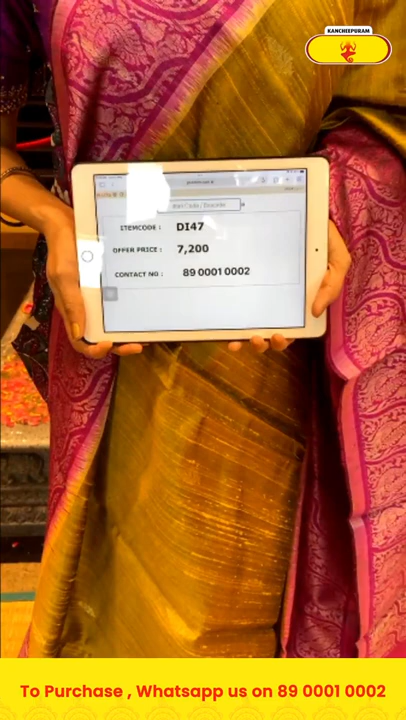 KANCHEEPURAM
ITEMCODE : DI47
OFFER PRICE : 7,200
CONTACT NO : 89 0001 0002
To Purchase , Whatsapp us on 89 0001 0002